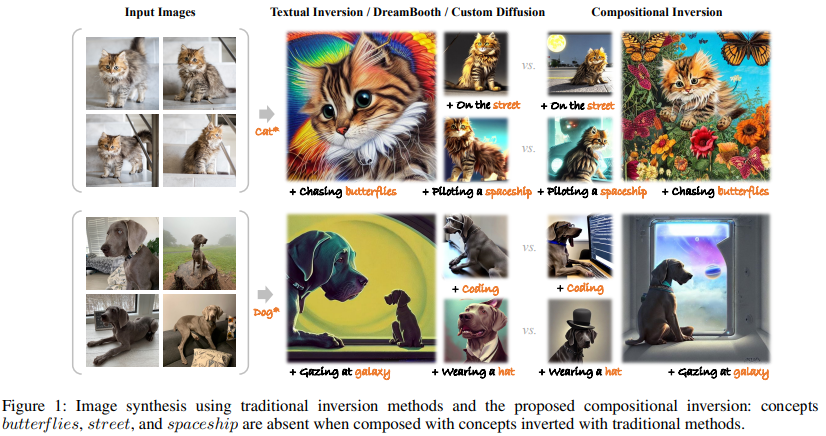 Input Images
Textual Inversion / DreamBooth / Custom Diffusion
Compositional Inversion
Cat*
+ On the street
vs.
+ On the street
vs.
+ Chasing butterflies
+ Piloting a spaceship
+ Piloting a spaceship
+ Chasing butterflies
Dog*
+ Coding
vs.
+ Coding
vs.
+ Gazing at galaxy
+ Wearing a hat
+ Wearing a hat
+ Gazing at galaxy
Figure 1: Image synthesis using traditional inversion methods and the proposed compositional inversion: concepts
butterflies, street, and spaceship are absent when composed with concepts inverted with traditional methods.